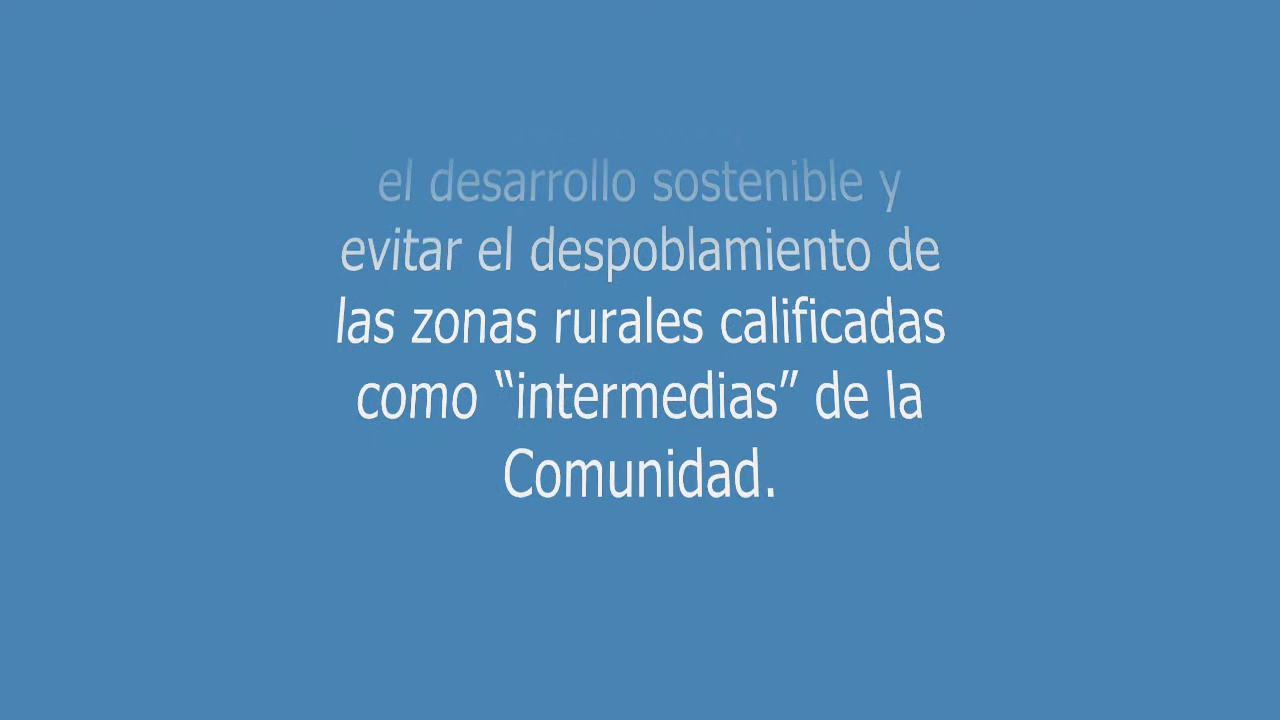 el desarrollo sostenible y
evitar el despoblamiento de
las zonas rurales calificadas
como “intermedias” de la
Comunidad.